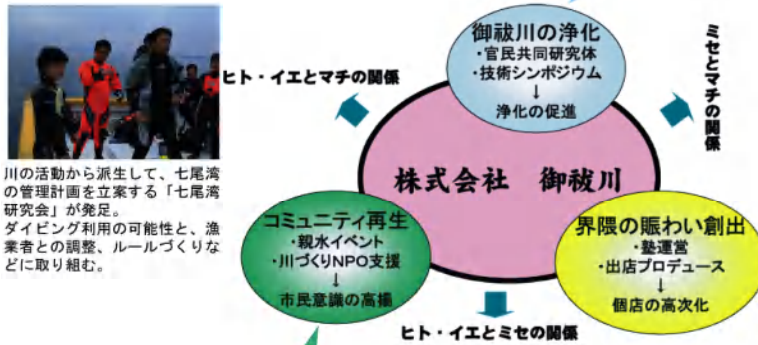 御祓川の浄化
・官民共同研究体
・技術シンポジウム
↓
浄化の促進
ヒト・イエとマチの関係
ミセとマチの関係
株式会社　御祓川
川の活動から派生して、七尾湾
の管理計画を立案する「七尾湾
研究会」が発足。
ダイビング利用の可能性と、漁
業者との調整、ルールづくりな
どに取り組む。
コミュニティ再生
・親水イベント
・川づくりNPO支援
↓
市民意識の高揚
界隈の賑わい創出
・塾運営
・出店プロデュース
↓
個店の高次化
ヒト・イエとミセの関係